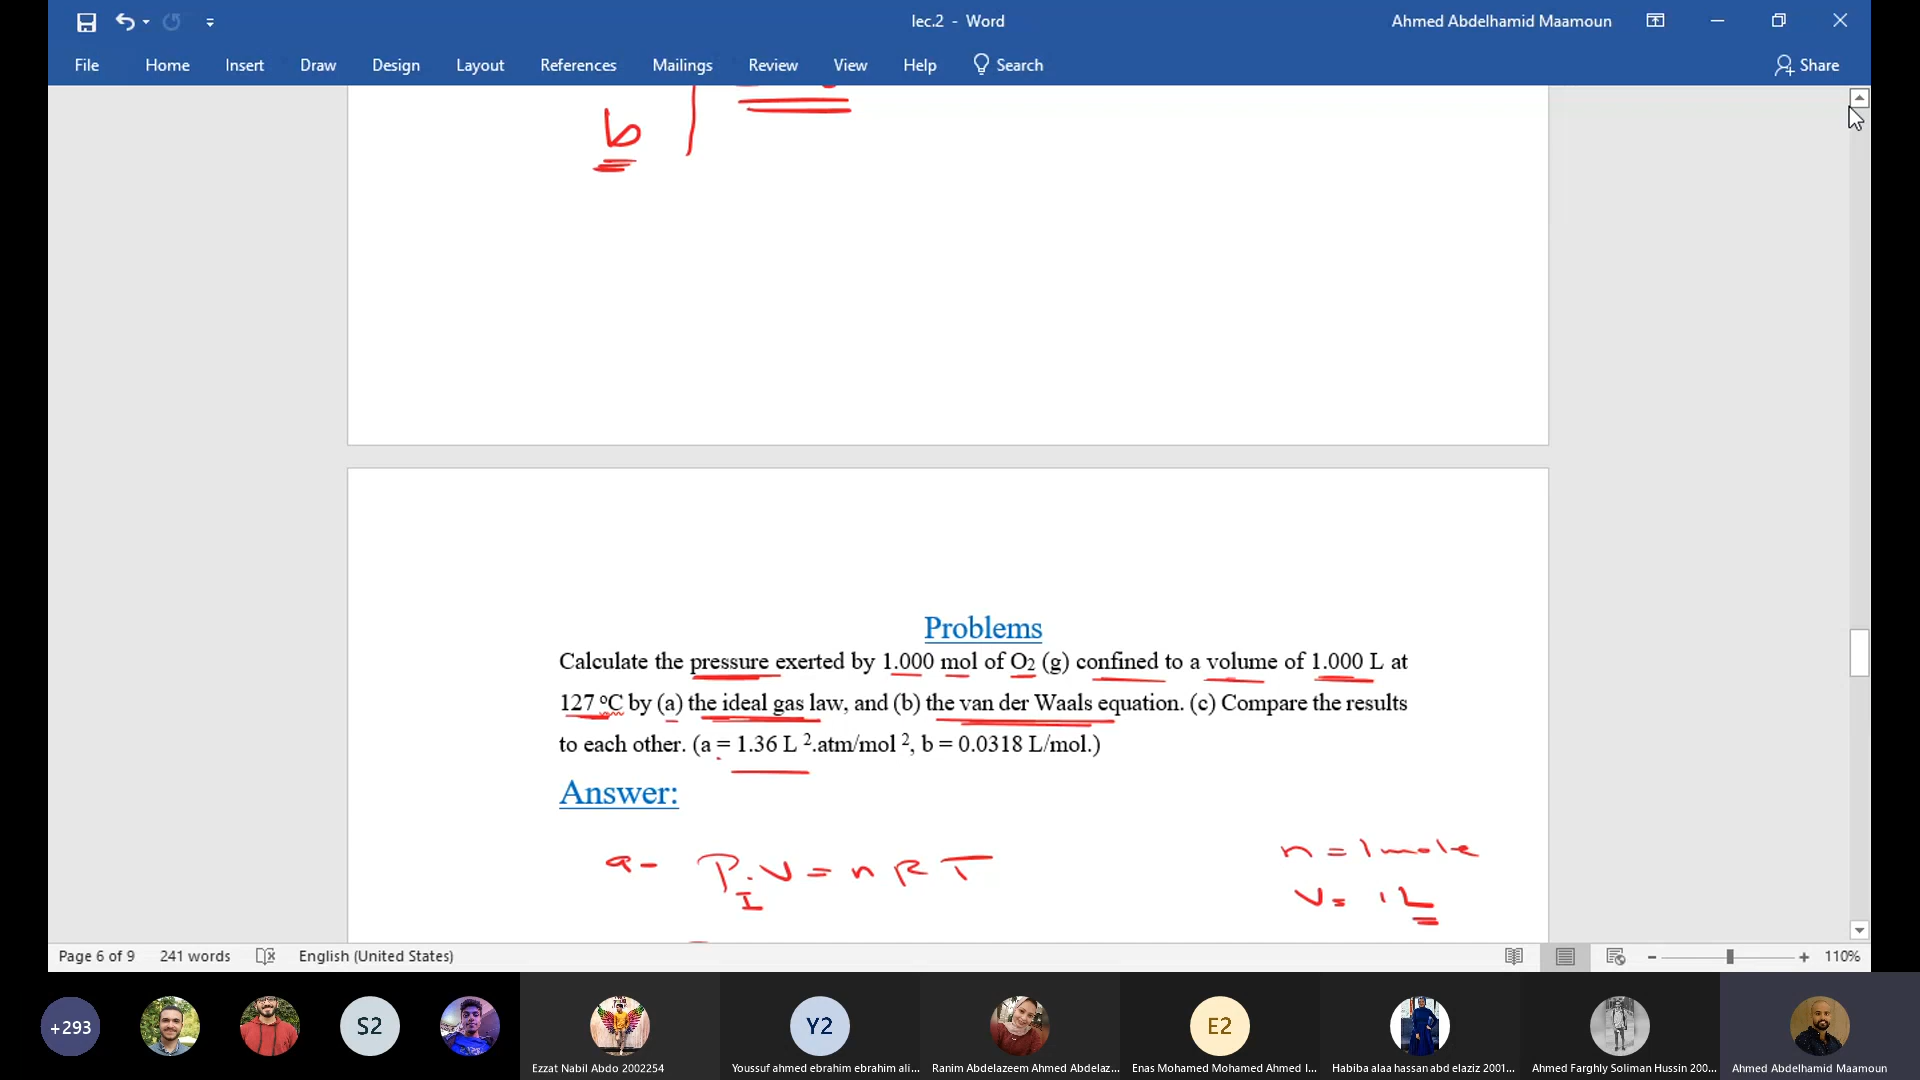 lec.2 - Word
Ahmed Abdelhamid Maamoun
File Home Insert Draw Design Layout References Mailings Review View Help Search Share
b
Problems
Calculate the pressure exerted by 1.000 mol of O2 (g) confined to a volume of 1.000 L at
127 ºC by (a) the ideal gas law, and (b) the van der Waals equation. (c) Compare the results
to each other. (a = 1.36 L ².atm/mol ², b = 0.0318 L/mol.)
Answer:
a- P_I.V = n R T
n = 1 mole
V = 1L
Page 6 of 9 241 words English (United States) 110%
+293 S2 Y2 E2
Ezzat Nabil Abdo 2002254 Youssuf ahmed ebrahim ebrahim ali... Ranim Abdelazeem Ahmed Abdelaz... Enas Mohamed Mohamed Ahmed I... Habiba alaa hassan abd elaziz 2001... Ahmed Farghly Soliman Hussin 200... Ahmed Abdelhamid Maamoun